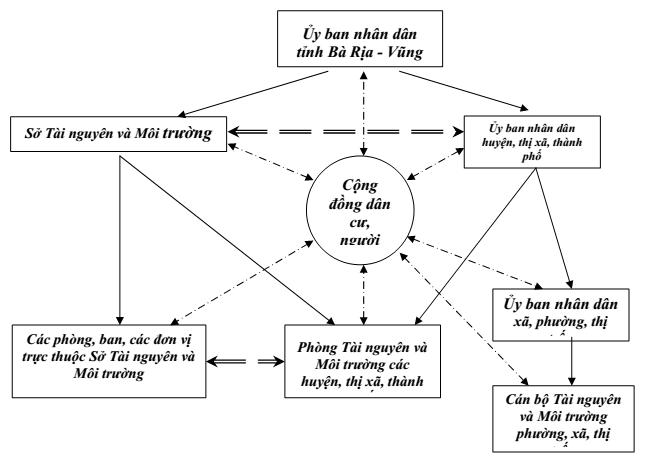 Ủy ban nhân dân
tỉnh Bà Rịa - Vũng
Sở Tài nguyên và Môi trường
Ủy ban nhân dân
huyện, thị xã, thành
phố
Cộng
đồng dân
cư,
người
Ủy ban nhân dân
xã, phường, thị
Các phòng, ban, các đơn vị
trực thuộc Sở Tài nguyên và
Môi trường
Phòng Tài nguyên và
Môi trường các
huyện, thị xã, thành
Cán bộ Tài nguyên
và Môi trường
phường, xã, thị